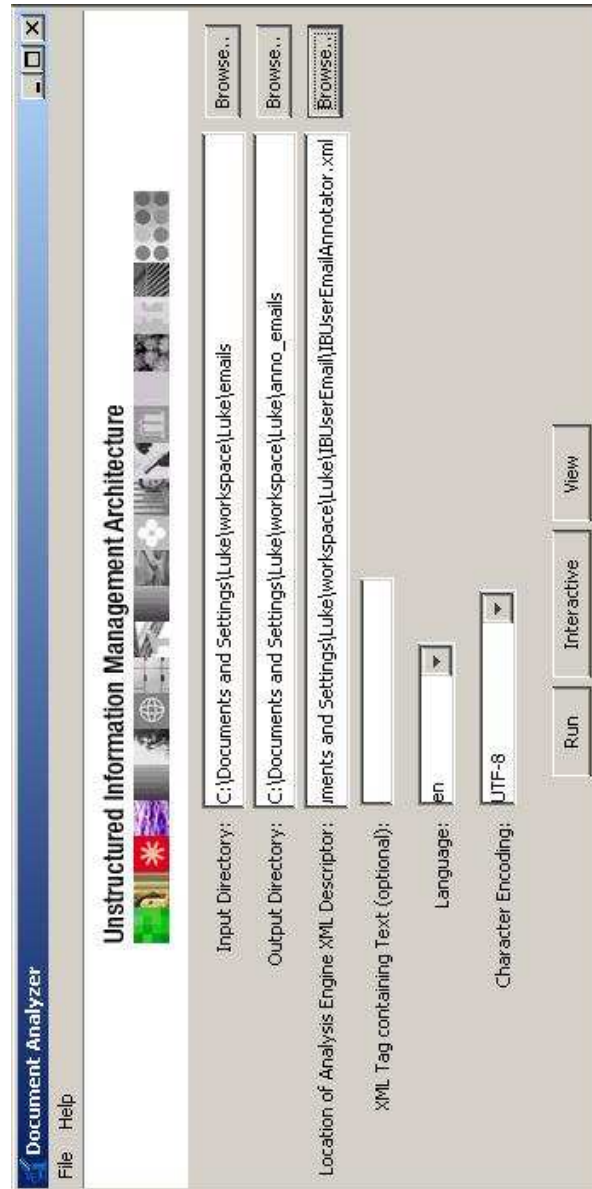 Document Analyzer
File Help
Unstructured Information Management Architecture
Input Directory: C:\Documents and Settings\Luke\workspace\Luke\emails Browse..
Output Directory: C:\Documents and Settings\Luke\workspace\Luke\anno_emails Browse..
Location of Analysis Engine XML Descriptor: ments and Settings\Luke\workspace\Luke\IBUserEmail\IBUserEmailAnnotator.xml Browse..
XML Tag containing Text (optional):
Language: en
Character Encoding: UTF-8
Run Interactive View